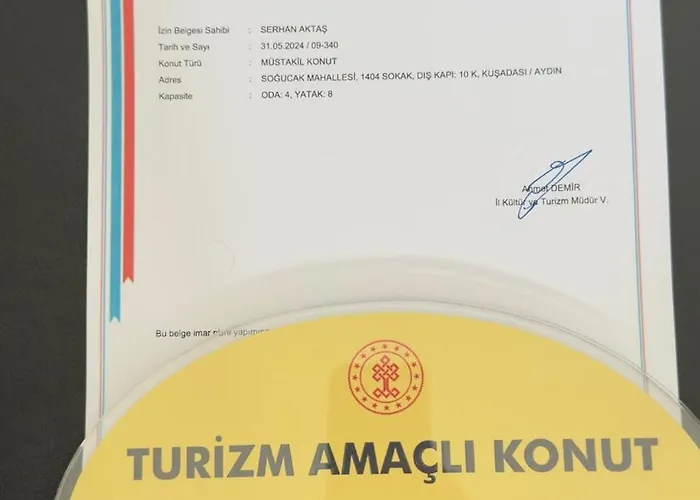 İzin Belgesi Sahibi : SERHAN AKTAŞ
Tarih ve Sayı : 31.05.2024 / 09-340
Konut Türü : MÜSTAKİL KONUT
Adres : SOĞUCAK MAHALLESİ, 1404 SOKAK, DIŞ KAPI: 10 K, KUŞADASI / AYDIN
Kapasite : ODA: 4, YATAK: 8
Ahmet DEMİR
İl Kültür ve Turizm Müdür V.
Bu belge imar planı
TURİZM AMAÇLI KONUT